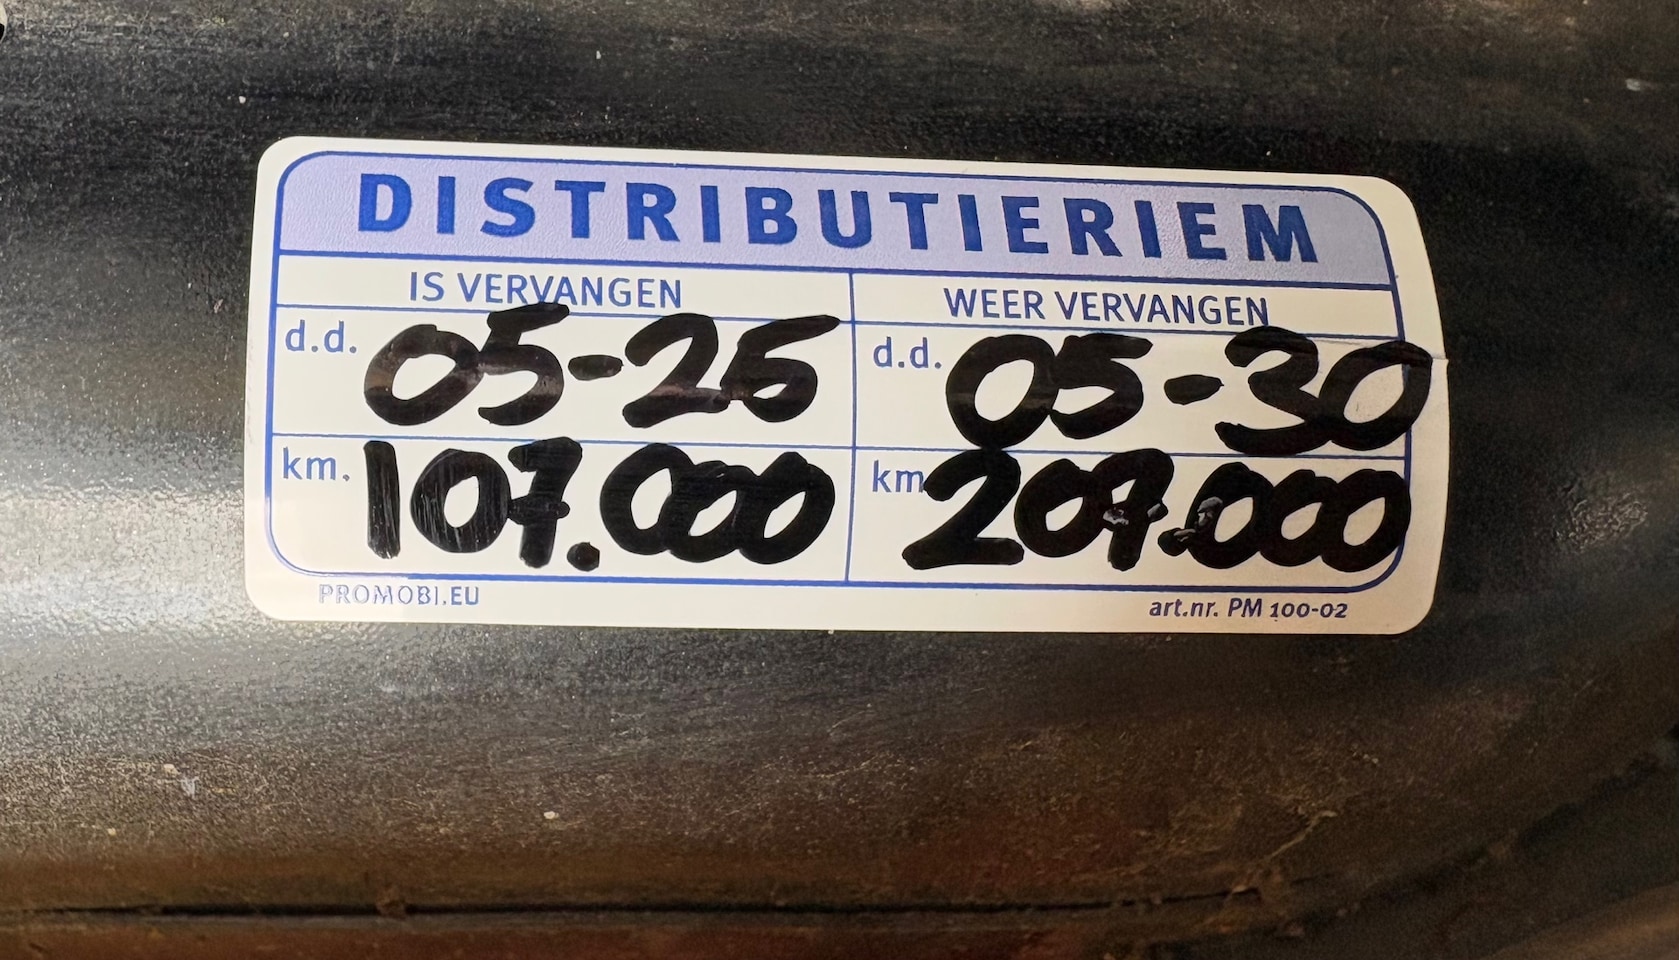 DISTRIBUTIERIEM
IS VERVANGEN
WEER VERVANGEN
d.d. 05-25
d.d. 05-30
km. 107.000
km 207.000
PROMOBI.EU
art.nr. PM 100-02